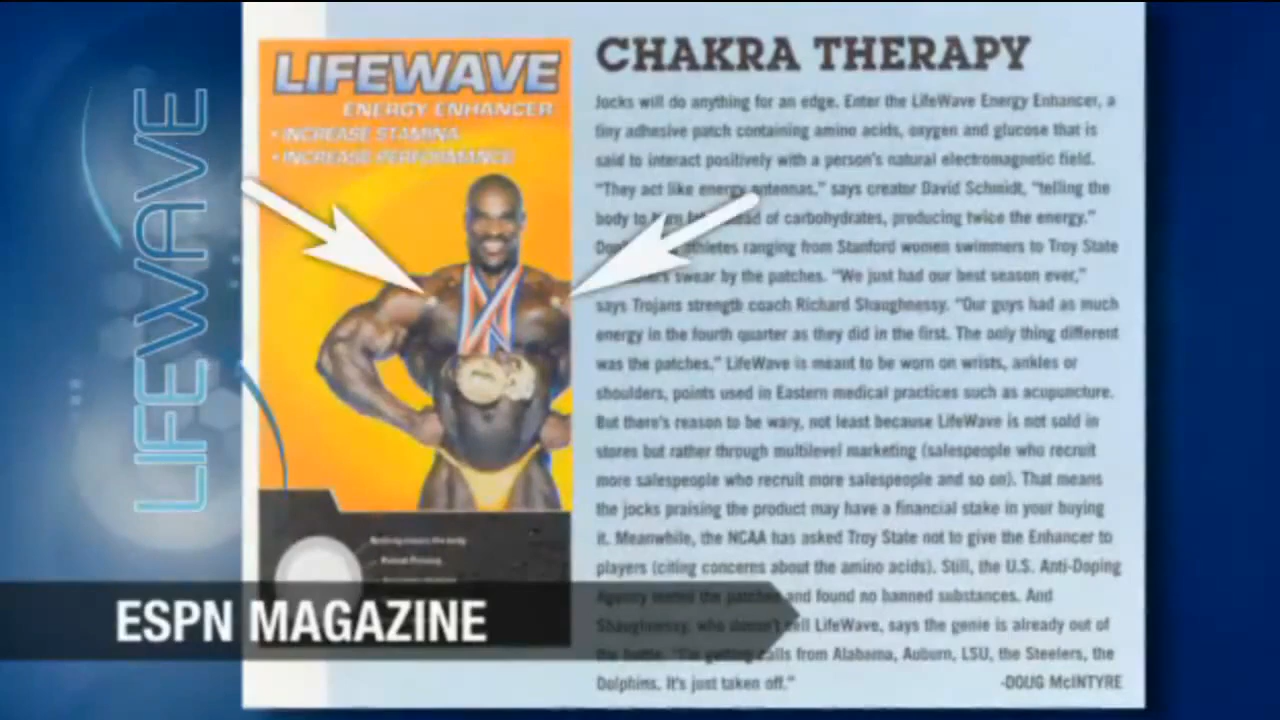 LIFEWAVE
LIFEWAVE
ENERGY ENHANCER
• INCREASE STAMINA
• INCREASE PERFORMANCE
CHAKRA THERAPY
Jocks will do anything for an edge. Enter the LifeWave Energy Enhancer, a
tiny adhesive patch containing amino acids, oxygen and glucose that is
said to interact positively with a person's natural electromagnetic field.
"They act like energy antennas," says creator David Schmidt, "telling the
body to of carbohydrates, producing twice the energy."
athletes ranging from Stanford women swimmers to Troy State
swear by the patches. "We just had our best season ever,"
says Trojans strength coach Richard Shaughnessy. "Our guys had as much
energy in the fourth quarter as they did in the first. The only thing different
was the patches." LifeWave is meant to be worn on wrists, ankles or
shoulders, points used in Eastern medical practices such as acupuncture.
But there's reason to be wary, not least because LifeWave is not sold in
stores but rather through multilevel marketing (salespeople who recruit
more salespeople who recruit more salespeople and so on). That means
the jocks praising the product may have a financial stake in your buying
it. Meanwhile, the NCAA has asked Troy State not to give the Enhancer to
players (citing concerns about the amino acids). Still, the U.S. Anti-Doping
Agency tested the patches and found no banned substances. And
Shaughnessy, who doesn't sell LifeWave, says the genie is already out of
the bottle. "I'm getting calls from Alabama, Auburn, LSU, the Steelers, the
Dolphins. It's just taken off."
-DOUG McINTYRE
ESPN MAGAZINE